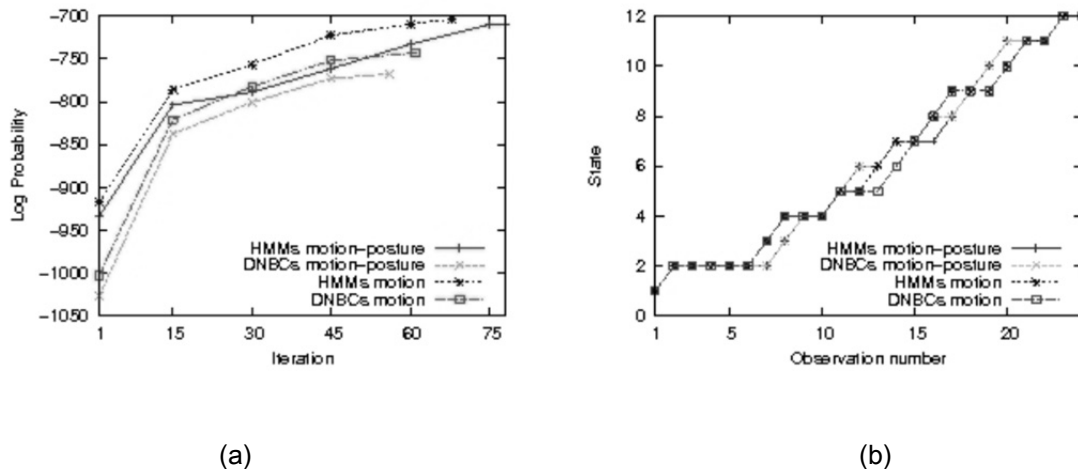 -700
-750
-800
-850
-900
-950
-1000
-1050
Log Probability
HMMs motion-posture
DNBCs motion-posture
HMMs motion
DNBCs motion
1 15 30 45 60 75
Iteration
(a)
12
10
8
6
4
2
0
State
HMMs motion-posture
DNBCs motion-posture
HMMs motion
DNBCs motion
1 5 10 15 20
Observation number
(b)